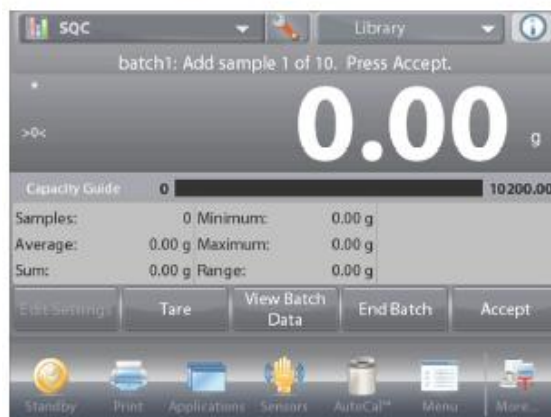 SQC Library
batch1: Add sample 1 of 10. Press Accept.
*
>0<
0.00 g
Capacity Guide 0 10200.00
Samples: 0 Minimum: 0.00 g
Average: 0.00 g Maximum: 0.00 g
Sum: 0.00 g Range: 0.00 g
Edit Settings Tare View Batch Data End Batch Accept
Standby Print Applications Sensors AutoCal™ Menu More...